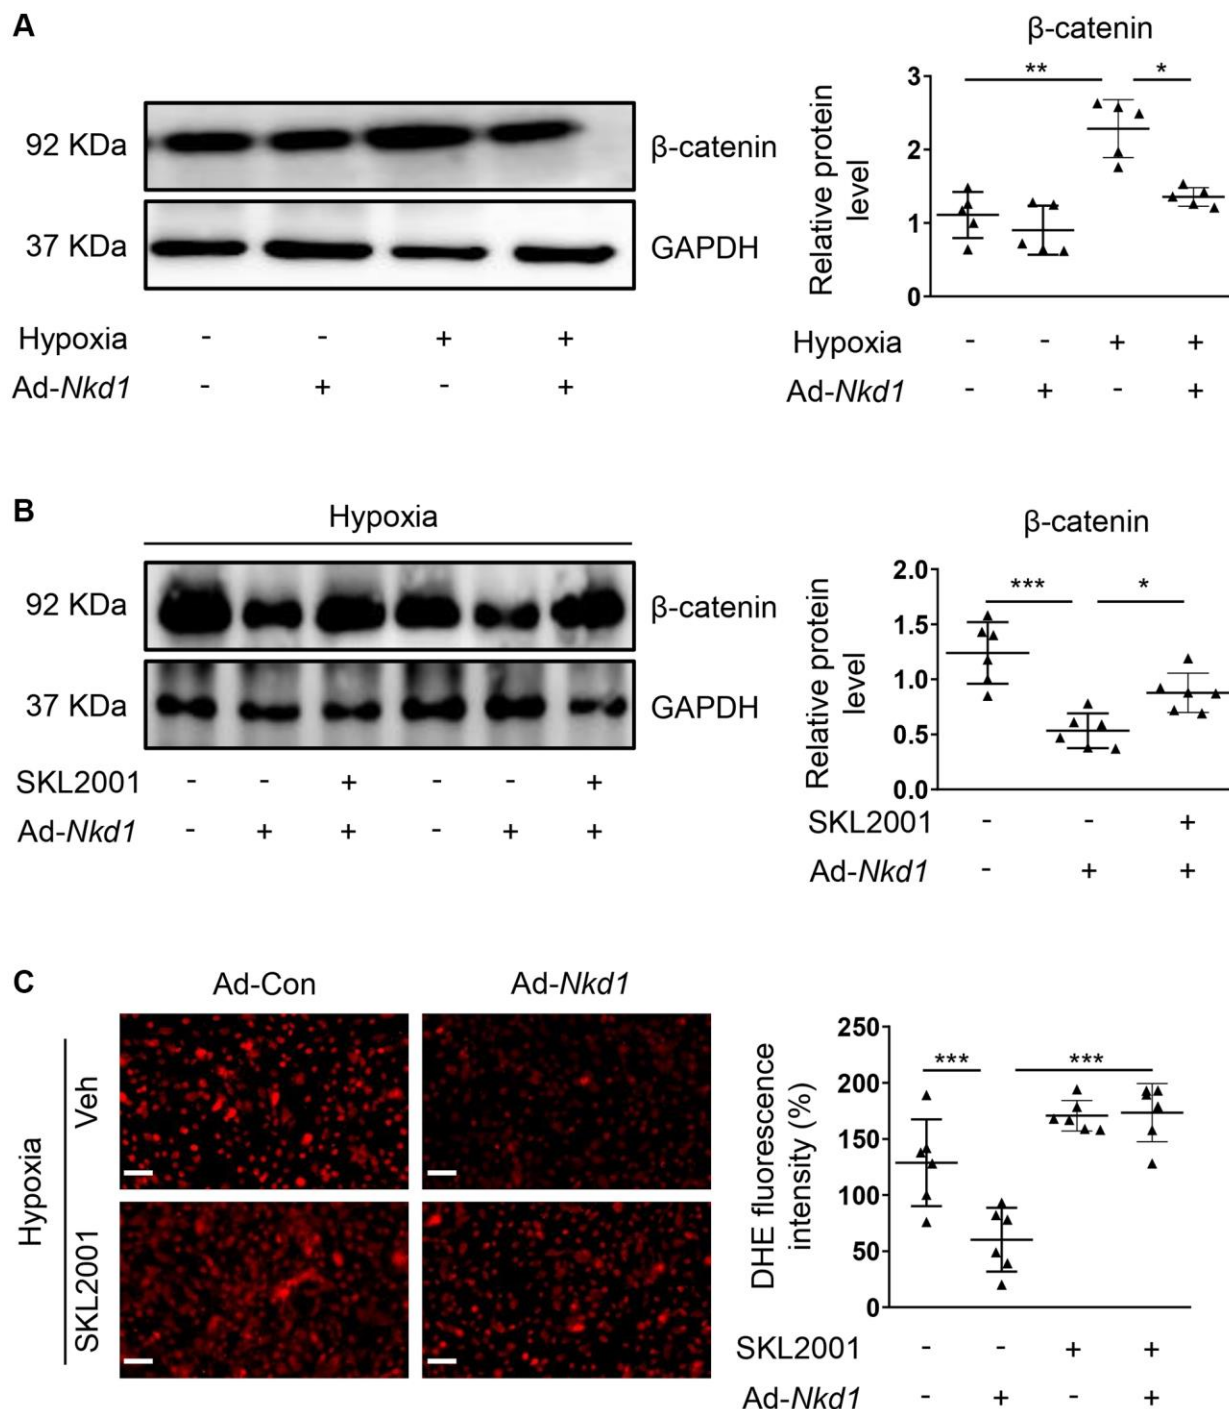 A
92 KDa
β-catenin
37 KDa
GAPDH
Hypoxia - - + +
Ad-Nkd1 - + - +
β-catenin
** *
Relative protein
level
3
2
1
0
Hypoxia - - + +
Ad-Nkd1 - + - +
B
Hypoxia
92 KDa
β-catenin
37 KDa
GAPDH
SKL2001 - - + - - +
Ad-Nkd1 - + + - + +
β-catenin
*** *
Relative protein
level
2.0
1.5
1.0
0.5
0.0
SKL2001 - - +
Ad-Nkd1 - + +
C
Ad-Con Ad-Nkd1
Hypoxia
Veh
SKL2001
*** ***
DHE fluorescence
intensity (%)
250
200
150
100
50
0
SKL2001 - - + +
Ad-Nkd1 - + - +